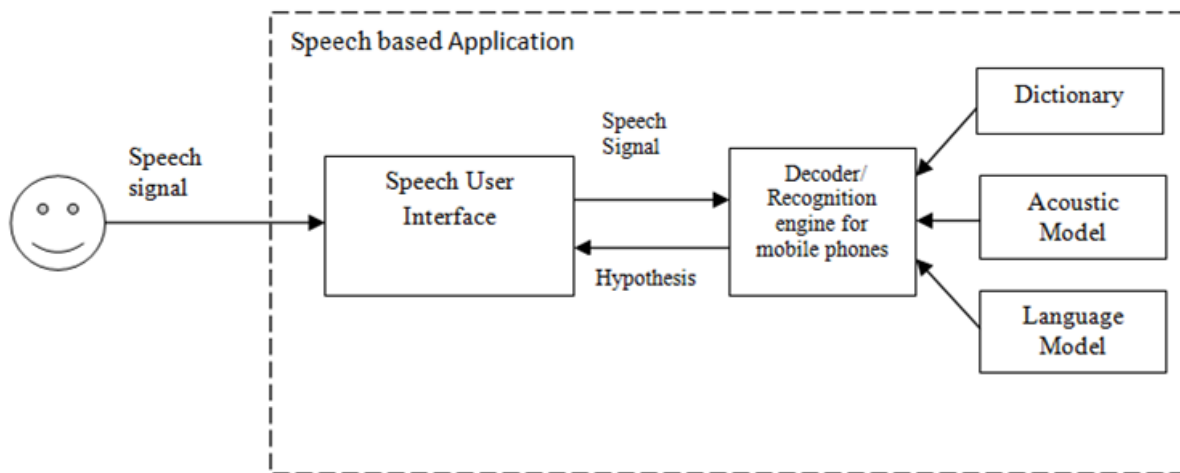 Speech based Application
Speech
signal
Speech User
Interface
Speech
Signal
Hypothesis
Decoder/
Recognition
engine for
mobile phones
Dictionary
Acoustic
Model
Language
Model